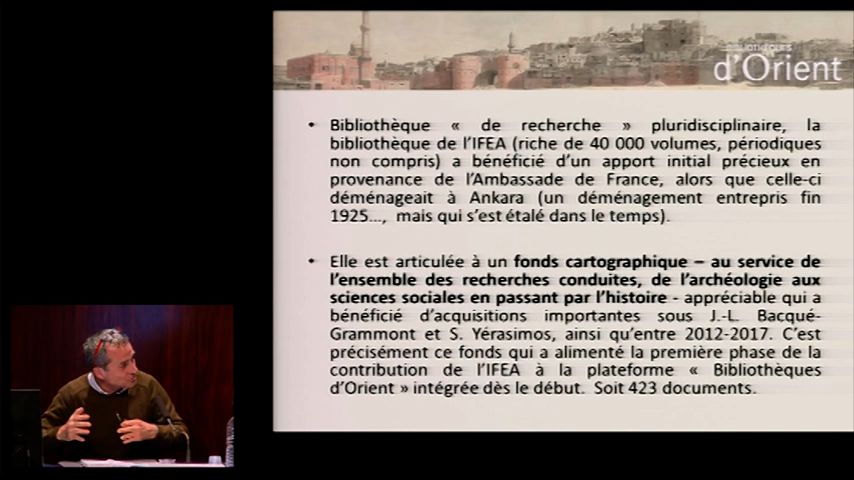 BIBLIOTHÈQUES
d'Orient
• Bibliothèque « de recherche » pluridisciplinaire, la
bibliothèque de l'IFEA (riche de 40 000 volumes, périodiques
non compris) a bénéficié d'un apport initial précieux en
provenance de l'Ambassade de France, alors que celle-ci
déménageait à Ankara (un déménagement entrepris fin
1925..., mais qui s'est étalé dans le temps).
• Elle est articulée à un fonds cartographique – au service de
l'ensemble des recherches conduites, de l'archéologie aux
sciences sociales en passant par l'histoire - appréciable qui a
bénéficié d'acquisitions importantes sous J.-L. Bacqué-
Grammont et S. Yérasimos, ainsi qu'entre 2012-2017. C'est
précisément ce fonds qui a alimenté la première phase de la
contribution de l'IFEA à la plateforme « Bibliothèques
d'Orient » intégrée dès le début. Soit 423 documents.